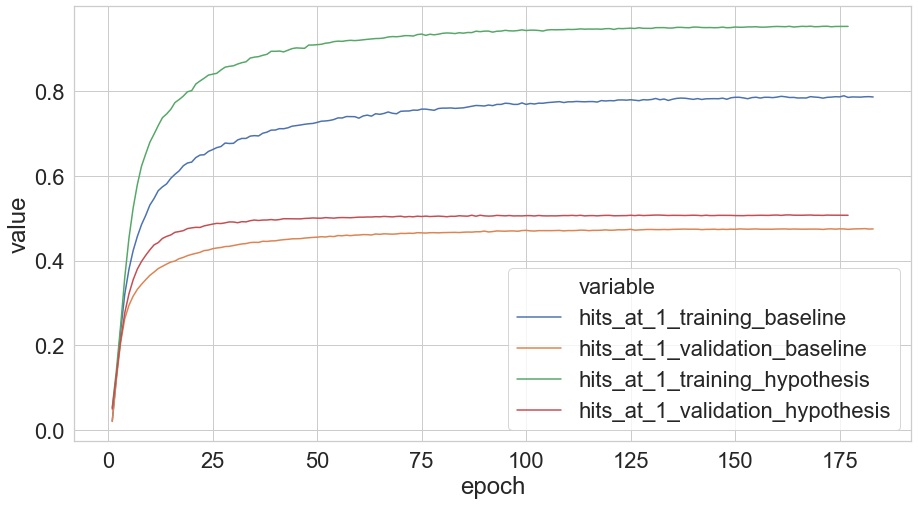 value
0.8
0.6
0.4
0.2
0.0
variable
hits_at_1_training_baseline
hits_at_1_validation_baseline
hits_at_1_training_hypothesis
hits_at_1_validation_hypothesis
0 25 50 75 100 125 150 175
epoch